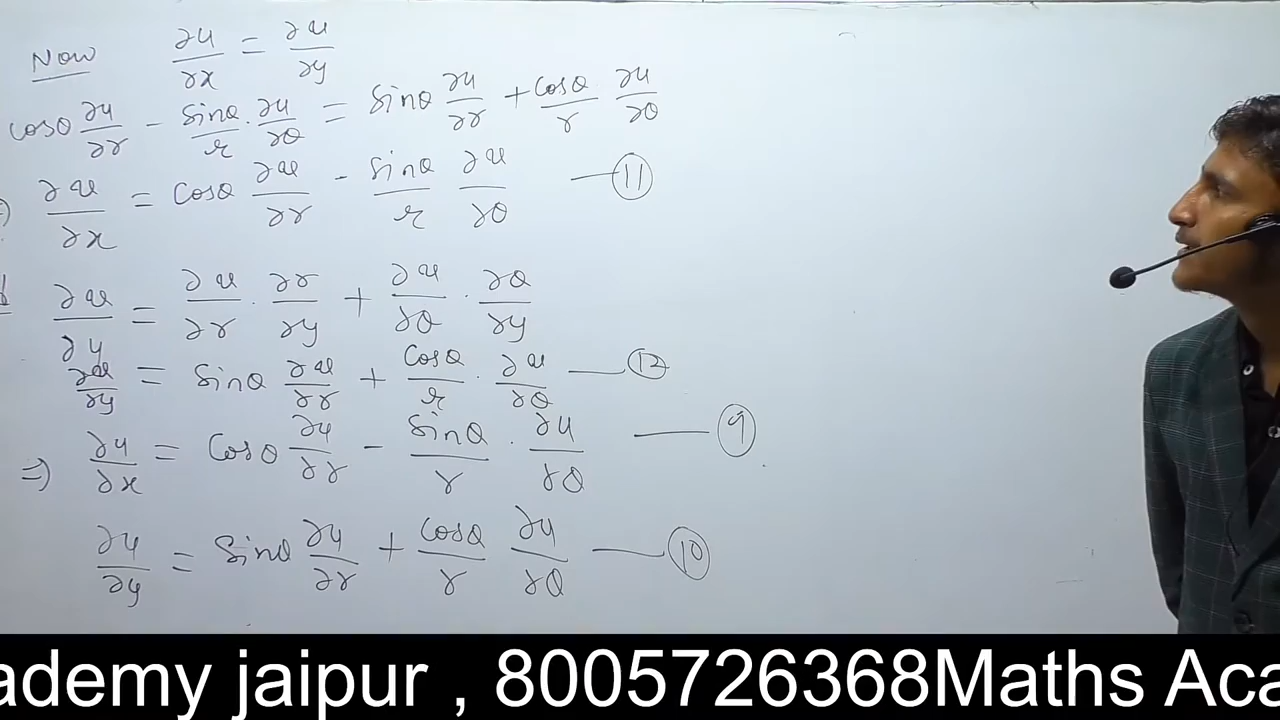 Now ∂u/∂x = ∂v/∂y
cosθ ∂u/∂r - sinθ/r . ∂u/∂θ = sinθ ∂v/∂r + cosθ/r ∂v/∂θ
∂v/∂x = cosθ ∂v/∂r - sinθ/r ∂v/∂θ — ⑪
∂v/∂y = ∂v/∂r . ∂r/∂y + ∂v/∂θ . ∂θ/∂y
∂v/∂y = sinθ ∂v/∂r + cosθ/r . ∂v/∂θ — ⑫
⇒) ∂u/∂x = cosθ ∂u/∂r - sinθ/r . ∂u/∂θ — ⑨
∂u/∂y = sinθ ∂u/∂r + cosθ/r ∂u/∂θ — ⑩
ademy jaipur , 8005726368Maths Aca